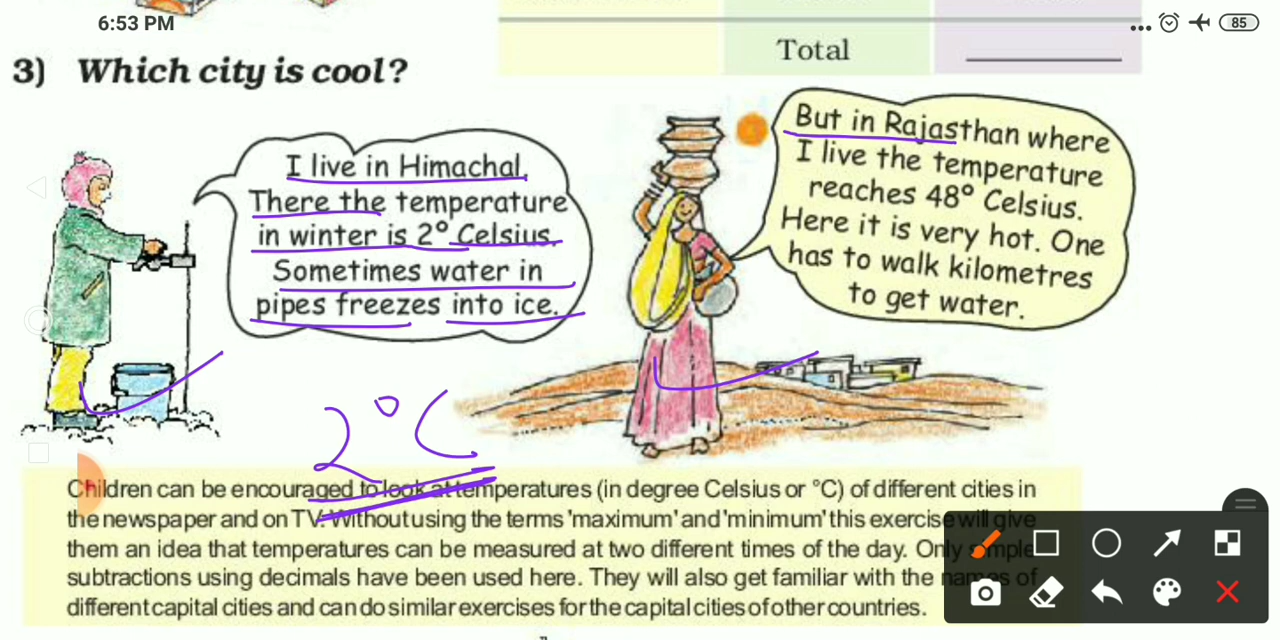 6:53 PM
85
Total
3) Which city is cool?
I live in Himachal.
There the temperature
in winter is 2° Celsius.
Sometimes water in
pipes freezes into ice.
But in Rajasthan where
I live the temperature
reaches 48° Celsius.
Here it is very hot. One
has to walk kilometres
to get water.
2°C
Children can be encouraged to look at temperatures (in degree Celsius or °C) of different cities in
the newspaper and on TV. Without using the terms 'maximum' and 'minimum' this exercise will give
them an idea that temperatures can be measured at two different times of the day. Only simple
subtractions using decimals have been used here. They will also get familiar with the names of
different capital cities and can do similar exercises for the capital cities of other countries.